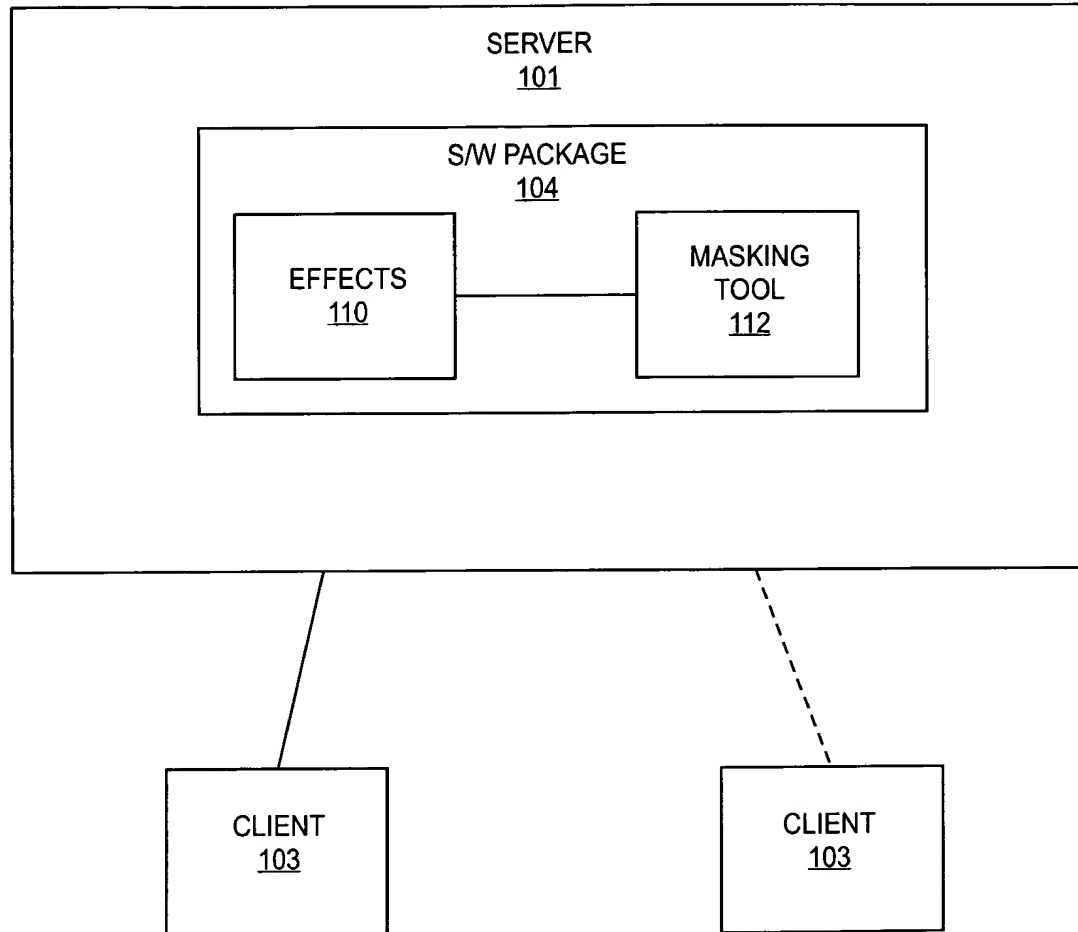 SERVER
101
S/W PACKAGE
104
EFFECTS
110
MASKING
TOOL
112
CLIENT
103
CLIENT
103